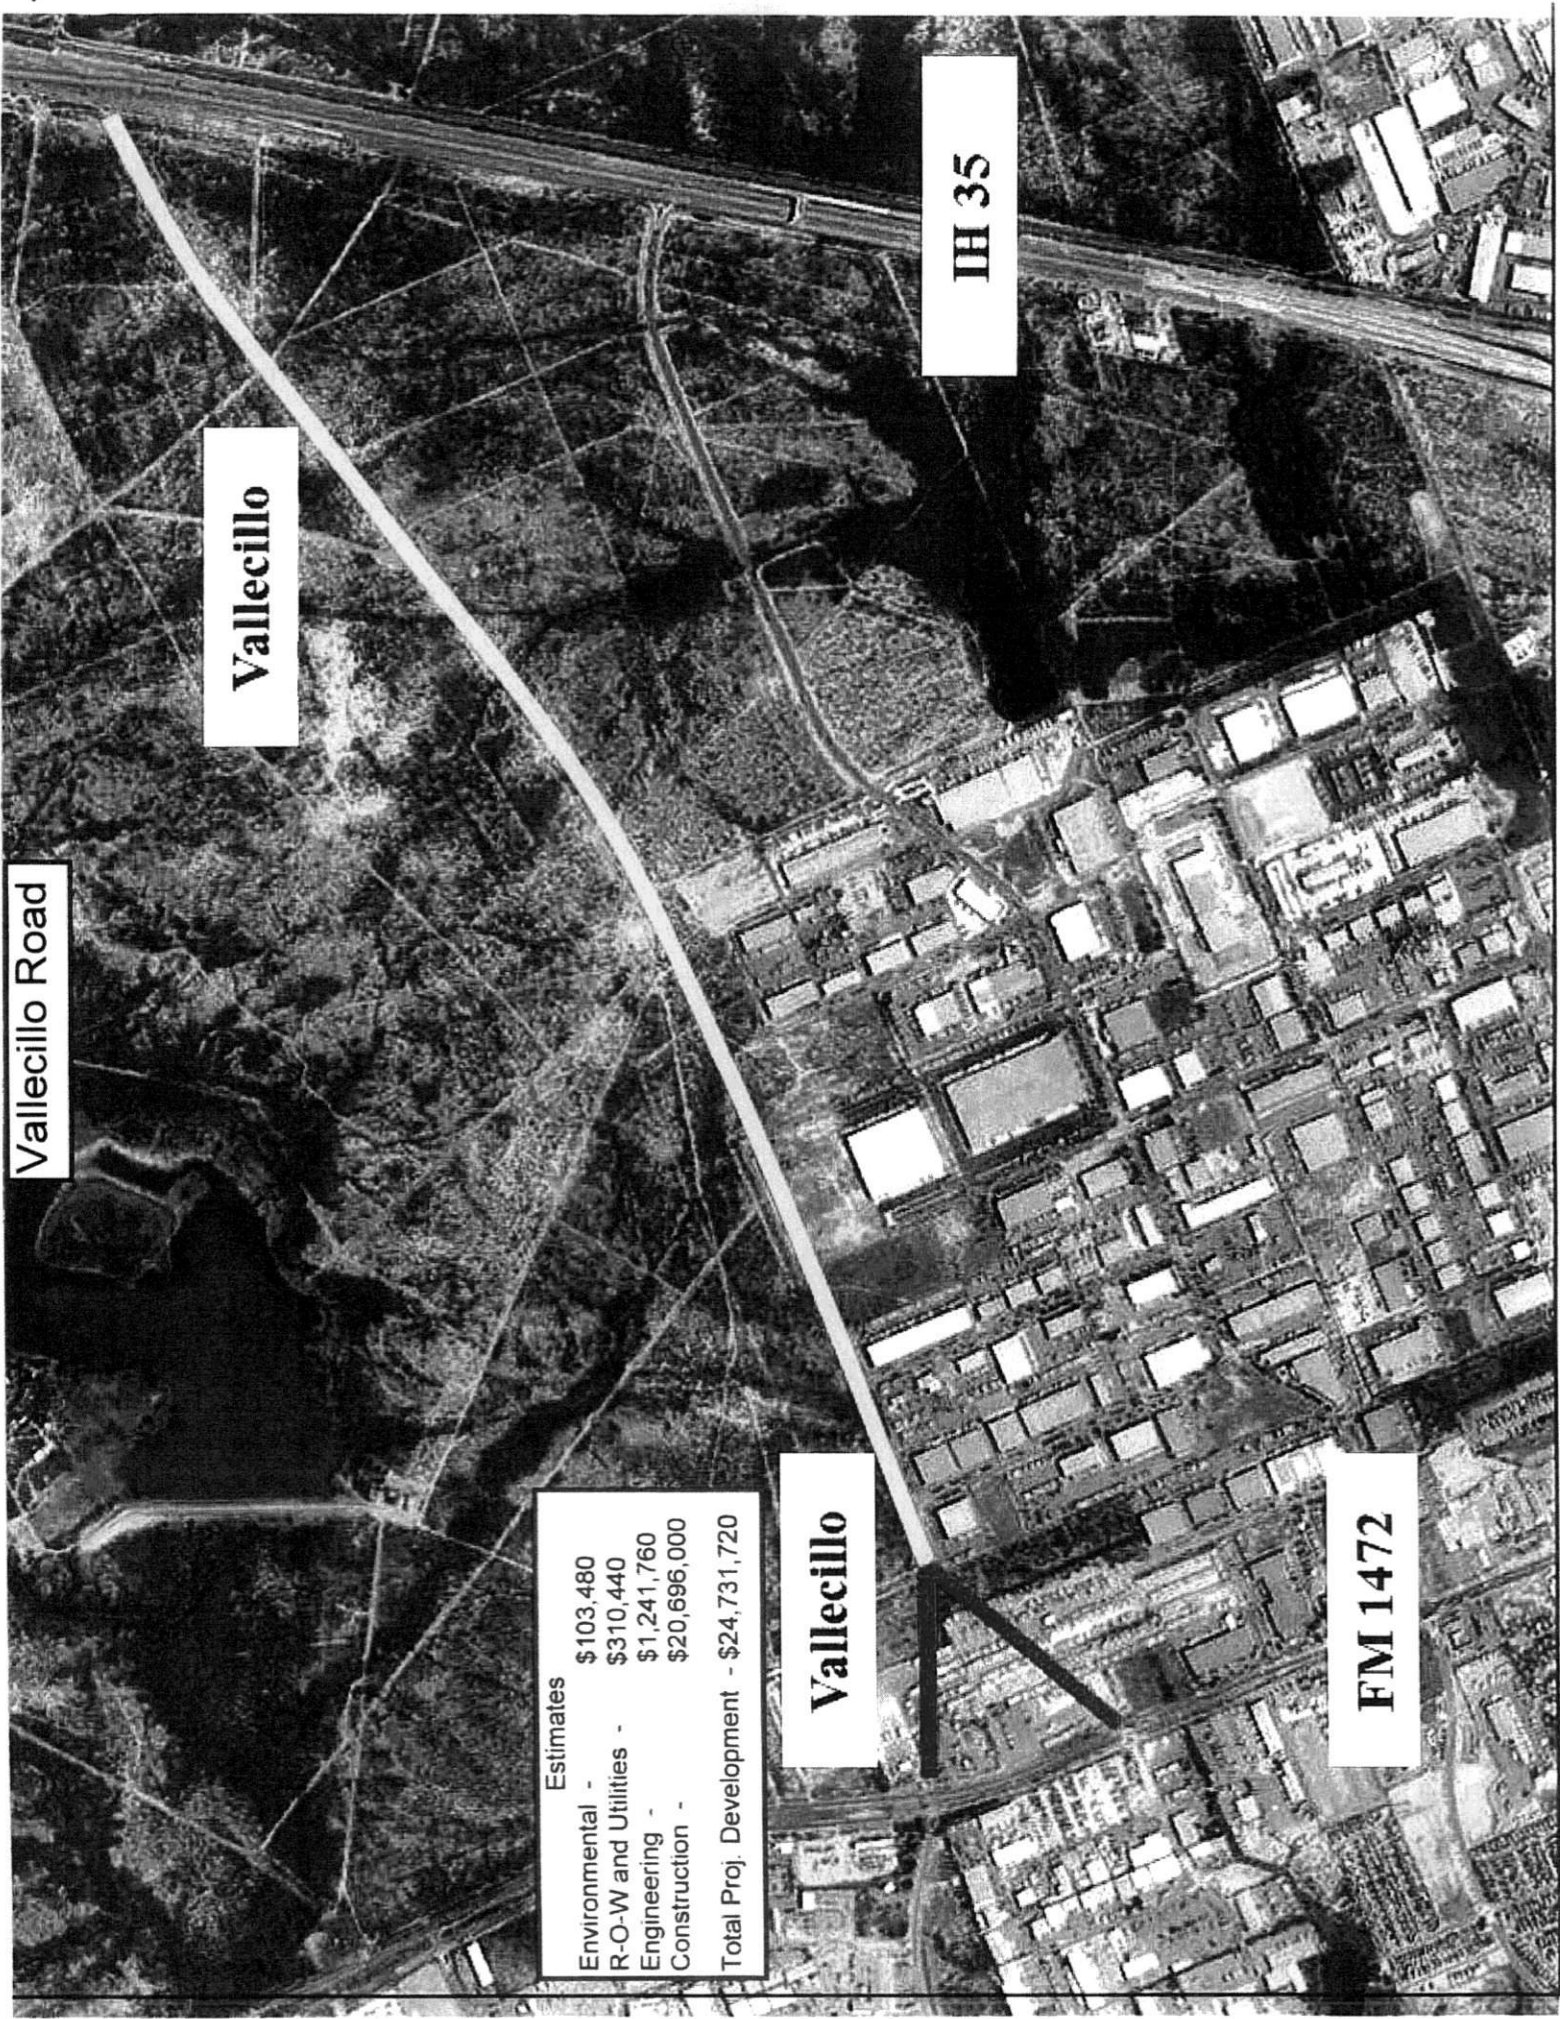 Vallecillo Road
Vallecillo
IH 35
Estimates
Environmental - $103,480
R-O-W and Utilities - $310,440
Engineering - $1,241,760
Construction - $20,696,000
Total Proj. Development - $24,731,720
Vallecillo
FM 1472